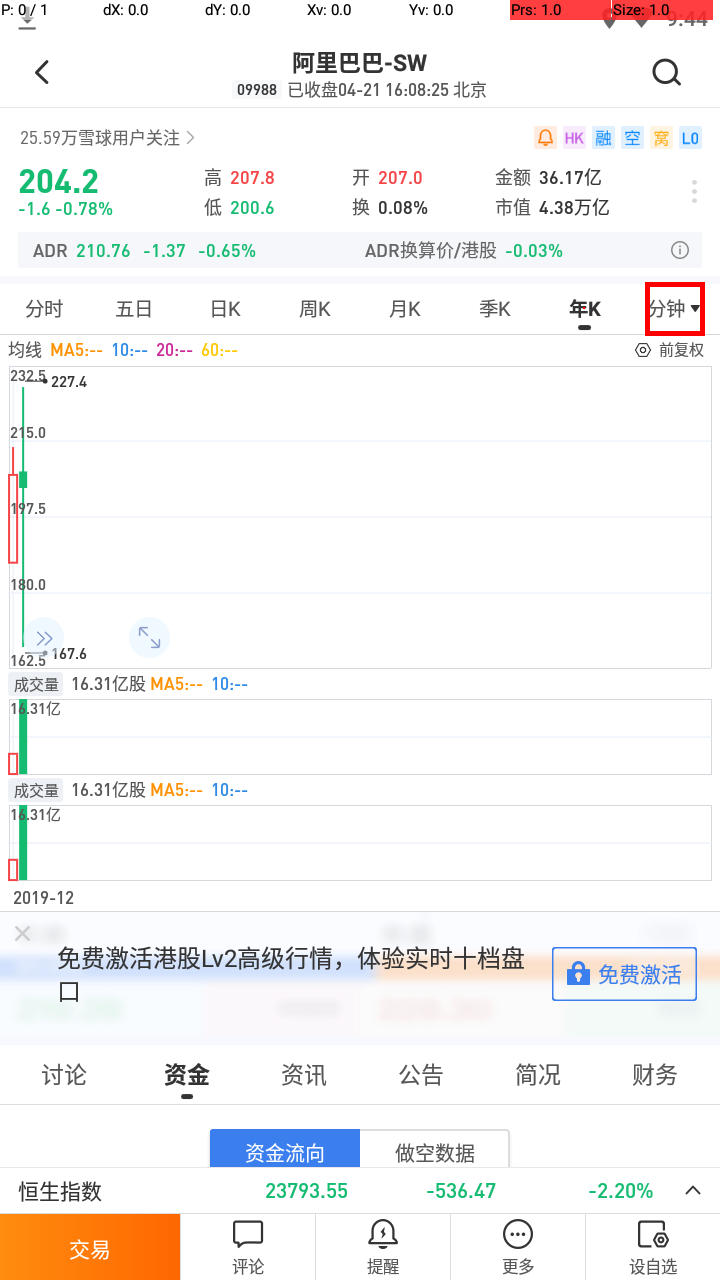 P: 0 / 1 dX: 0.0 dY: 0.0 Xv: 0.0 Yv: 0.0 Prs: 1.0 Size: 1.0
9:44
阿里巴巴-SW
09988 已收盘04-21 16:08:25 北京
25.59万雪球用户关注 HK 融 空 窝 L0
204.2 高 207.8 开 207.0 金额 36.17亿
-1.6 -0.78% 低 200.6 换 0.08% 市值 4.38万亿
ADR 210.76 -1.37 -0.65% ADR换算价/港股 -0.03%
分时 五日 日K 周K 月K 季K 年K 分钟
均线 MA5:-- 10:-- 20:-- 60:-- 前复权
232.5 227.4
215.0
197.5
180.0
162.5 167.6
成交量 16.31亿股 MA5:-- 10:--
16.31亿
成交量 16.31亿股 MA5:-- 10:--
16.31亿
2019-12
免费激活港股Lv2高级行情，体验实时十档盘
口
免费激活
讨论 资金 资讯 公告 简况 财务
资金流向 做空数据
恒生指数 23793.55 -536.47 -2.20%
交易 评论 提醒 更多 设自选